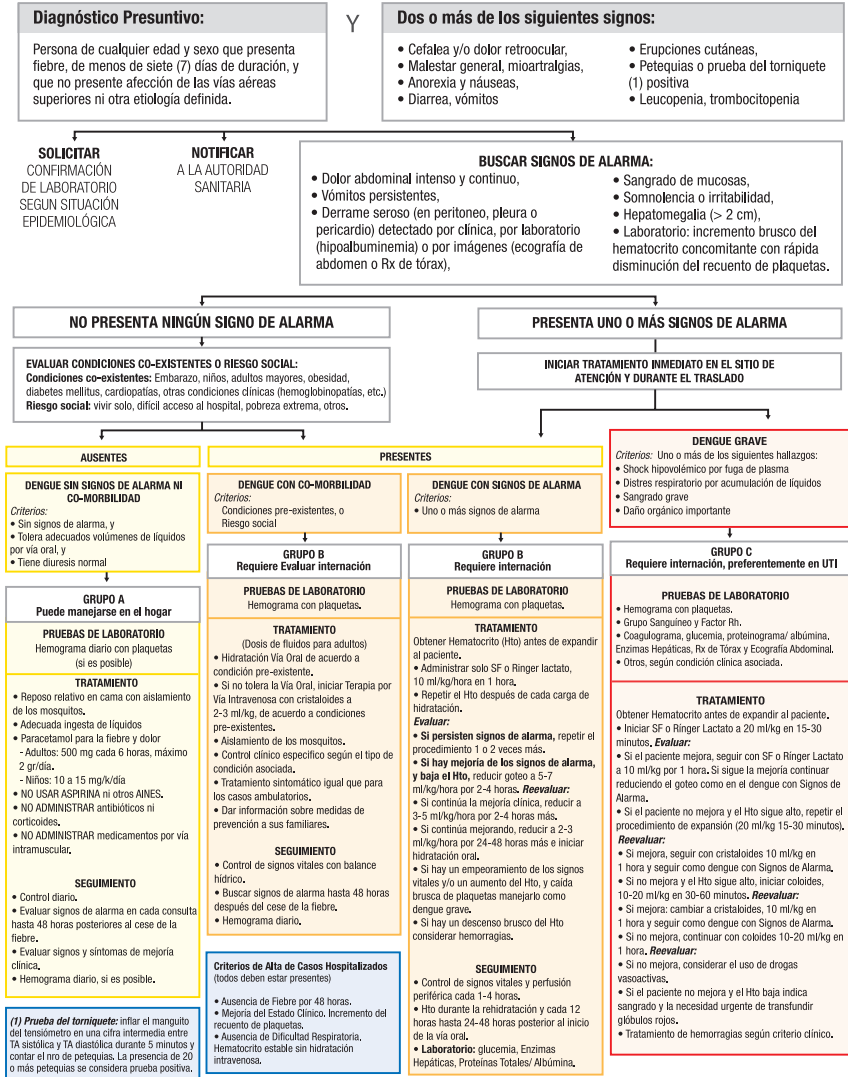 Diagnóstico Presuntivo:
Persona de cualquier edad y sexo que presenta
fiebre, de menos de siete (7) días de duración, y
que no presente afección de las vías aéreas
superiores ni otra etiología definida.
Y
Dos o más de los siguientes signos:
• Cefalea y/o dolor retroocular,
• Malestar general, mioartralgias,
• Anorexia y náuseas,
• Diarrea, vómitos
• Erupciones cutáneas,
• Petequias o prueba del torniquete
(1) positiva
• Leucopenia, trombocitopenia
SOLICITAR
CONFIRMACIÓN
DE LABORATORIO
SEGUN SITUACIÓN
EPIDEMIOLÓGICA
NOTIFICAR
A LA AUTORIDAD
SANITARIA
BUSCAR SIGNOS DE ALARMA:
• Dolor abdominal intenso y continuo,
• Vómitos persistentes,
• Derrame seroso (en peritoneo, pleura o
pericardio) detectado por clínica, por laboratorio
(hipoalbuminemia) o por imágenes (ecografía de
abdomen o Rx de tórax),
• Sangrado de mucosas,
• Somnolencia o irritabilidad,
• Hepatomegalia (> 2 cm),
• Laboratorio: incremento brusco del
hematocrito concomitante con rápida
disminución del recuento de plaquetas.
NO PRESENTA NINGÚN SIGNO DE ALARMA
PRESENTA UNO O MÁS SIGNOS DE ALARMA
EVALUAR CONDICIONES CO-EXISTENTES O RIESGO SOCIAL:
Condiciones co-existentes: Embarazo, niños, adultos mayores, obesidad,
diabetes mellitus, cardiopatías, otras condiciones clínicas (hemoglobinopatías, etc.)
Riesgo social: vivir solo, difícil acceso al hospital, pobreza extrema, otros.
INICIAR TRATAMIENTO INMEDIATO EN EL SITIO DE
ATENCIÓN Y DURANTE EL TRASLADO
AUSENTES
PRESENTES
DENGUE SIN SIGNOS DE ALARMA NI
CO-MORBILIDAD
Criterios:
• Sin signos de alarma, y
• Tolera adecuados volúmenes de líquidos
por vía oral, y
• Tiene diuresis normal
GRUPO A
Puede manejarse en el hogar
PRUEBAS DE LABORATORIO
Hemograma diario con plaquetas
(si es posible)
TRATAMIENTO
• Reposo relativo en cama con aislamiento
de los mosquitos.
• Adecuada ingesta de líquidos
• Paracetamol para la fiebre y dolor
- Adultos: 500 mg cada 6 horas, máximo
2 gr/día.
- Niños: 10 a 15 mg/k/día
• NO USAR ASPIRINA ni otros AINES.
• NO ADMINISTRAR antibióticos ni
corticoides.
• NO ADMINISTRAR medicamentos por vía
intramuscular.
SEGUIMIENTO
• Control diario.
• Evaluar signos de alarma en cada consulta
hasta 48 horas posteriores al cese de la
fiebre.
• Evaluar signos y síntomas de mejoría
clínica.
• Hemograma diario, si es posible.
(1) Prueba del torniquete: inflar el manguito
del tensiómetro en una cifra intermedia entre
TA sistólica y TA diastólica durante 5 minutos y
contar el nro de petequias. La presencia de 20
o más petequias se considera prueba positiva.
DENGUE CON CO-MORBILIDAD
Criterios:
Condiciones pre-existentes, o
Riesgo social
GRUPO B
Requiere Evaluar internación
PRUEBAS DE LABORATORIO
Hemograma con plaquetas.
TRATAMIENTO
(Dosis de fluidos para adultos)
• Hidratación Vía Oral de acuerdo a
condición pre-existente.
• Si no tolera la Vía Oral, iniciar Terapia por
Vía Intravenosa con cristaloides a
2-3 ml/kg, de acuerdo a condiciones
pre-existentes.
• Aislamiento de los mosquitos.
• Control clínico especifico según el tipo de
condición asociada.
• Tratamiento sintomático igual que para
los casos ambulatorios.
• Dar información sobre medidas de
prevención a sus familiares.
SEGUIMIENTO
• Control de signos vitales con balance
hídrico.
• Buscar signos de alarma hasta 48 horas
después del cese de la fiebre.
• Hemograma diario.
Criterios de Alta de Casos Hospitalizados
(todos deben estar presentes)
• Ausencia de Fiebre por 48 horas.
• Mejoría del Estado Clínico. Incremento del
recuento de plaquetas.
• Ausencia de Dificultad Respiratoria,
Hematocrito estable sin hidratación
intravenosa.
DENGUE CON SIGNOS DE ALARMA
Criterios:
• Uno o más signos de alarma
GRUPO B
Requiere internación
PRUEBAS DE LABORATORIO
Hemograma con plaquetas.
TRATAMIENTO
Obtener Hematocrito (Hto) antes de expandir
al paciente.
• Administrar solo SF o Ringer lactato,
10 ml/kg/hora en 1 hora.
• Repetir el Hto después de cada carga de
hidratación.
Evaluar:
• Si persisten signos de alarma, repetir el
procedimiento 1 o 2 veces más.
• Si hay mejoría de los signos de alarma,
y baja el Hto, reducir goteo a 5-7
ml/kg/hora por 2-4 horas. Reevaluar:
• Si continúa la mejoría clínica, reducir a
3-5 ml/kg/hora por 2-4 horas más.
• Si continúa mejorando, reducir a 2-3
ml/kg/hora por 24-48 horas más e iniciar
hidratación oral.
• Si hay un empeoramiento de los signos
vitales y/o un aumento del Hto, y caída
brusca de plaquetas manejarlo como
dengue grave.
• Si hay un descenso brusco del Hto
considerar hemorragias.
SEGUIMIENTO
• Control de signos vitales y perfusión
periférica cada 1-4 horas.
• Hto durante la rehidratación y cada 12
horas hasta 24-48 horas posterior al inicio
de la vía oral.
• Laboratorio: glucemia, Enzimas
Hepáticas, Proteínas Totales/ Albúmina.
DENGUE GRAVE
Criterios: Uno o más de los siguientes hallazgos:
• Shock hipovolémico por fuga de plasma
• Distres respiratorio por acumulación de líquidos
• Sangrado grave
• Daño orgánico importante
GRUPO C
Requiere internación, preferentemente en UTI
PRUEBAS DE LABORATORIO
• Hemograma con plaquetas.
• Grupo Sanguíneo y Factor Rh.
• Coagulograma, glucemia, proteinograma/ albúmina,
Enzimas Hepáticas, Rx de Tórax y Ecografía Abdominal.
• Otros, según condición clínica asociada.
TRATAMIENTO
Obtener Hematocrito antes de expandir al paciente.
• Iniciar SF o Ringer Lactato a 20 ml/kg en 15-30
minutos. Evaluar:
• Si el paciente mejora, seguir con SF o Ringer Lactato
a 10 ml/kg por 1 hora. Si sigue la mejoría continuar
reduciendo el goteo como en el dengue con Signos de
Alarma.
• Si el paciente no mejora y el Hto sigue alto, repetir el
procedimiento de expansión (20 ml/kg 15-30 minutos).
Reevaluar:
• Si mejora, seguir con cristaloides 10 ml/kg en
1 hora y seguir como dengue con Signos de Alarma.
• Si no mejora y el Hto sigue alto, iniciar coloides,
10-20 ml/kg en 30-60 minutos. Reevaluar:
• Si mejora: cambiar a cristaloides, 10 ml/kg en
1 hora y seguir como dengue con Signos de Alarma.
• Si no mejora, continuar con coloides 10-20 ml/kg en
1 hora. Reevaluar:
• Si no mejora, considerar el uso de drogas
vasoactivas.
• Si el paciente no mejora y el Hto baja indica
sangrado y la necesidad urgente de transfundir
glóbulos rojos.
• Tratamiento de hemorragias según criterio clínico.